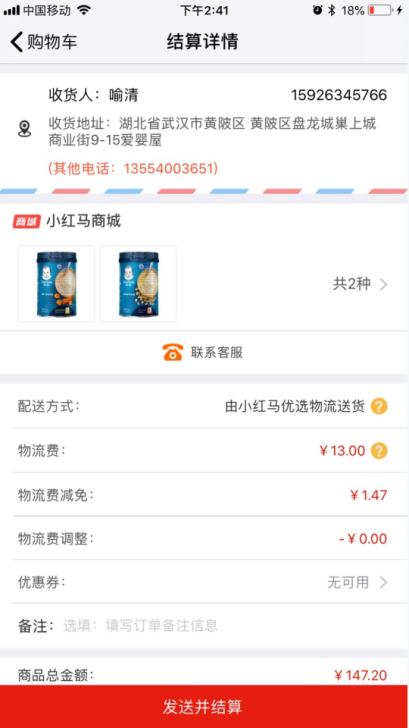 中国移动 下午2:41 18%
购物车 结算详情
收货人：喻清 15926345766
收货地址：湖北省武汉市黄陂区 黄陂区盘龙城巢上城
商业街9-15爱婴屋
(其他电话：13554003651)
商城 小红马商城
共2种
联系客服
配送方式： 由小红马优选物流送货 ?
物流费： ￥13.00 ?
物流费减免： ￥1.47
物流费调整： -￥0.00
优惠券： 无可用
备注： 选填：填写订单备注信息
商品总金额： ￥147.20
发送并结算